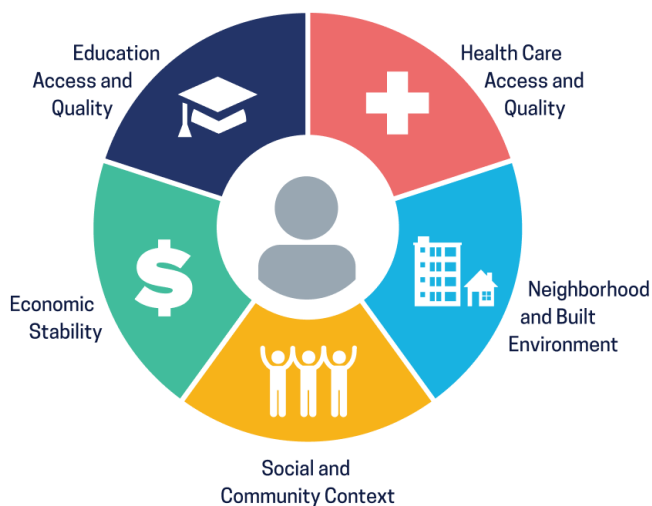 Education
Access and
Quality
Health Care
Access and
Quality
Economic
Stability
Neighborhood
and Built
Environment
Social and
Community Context